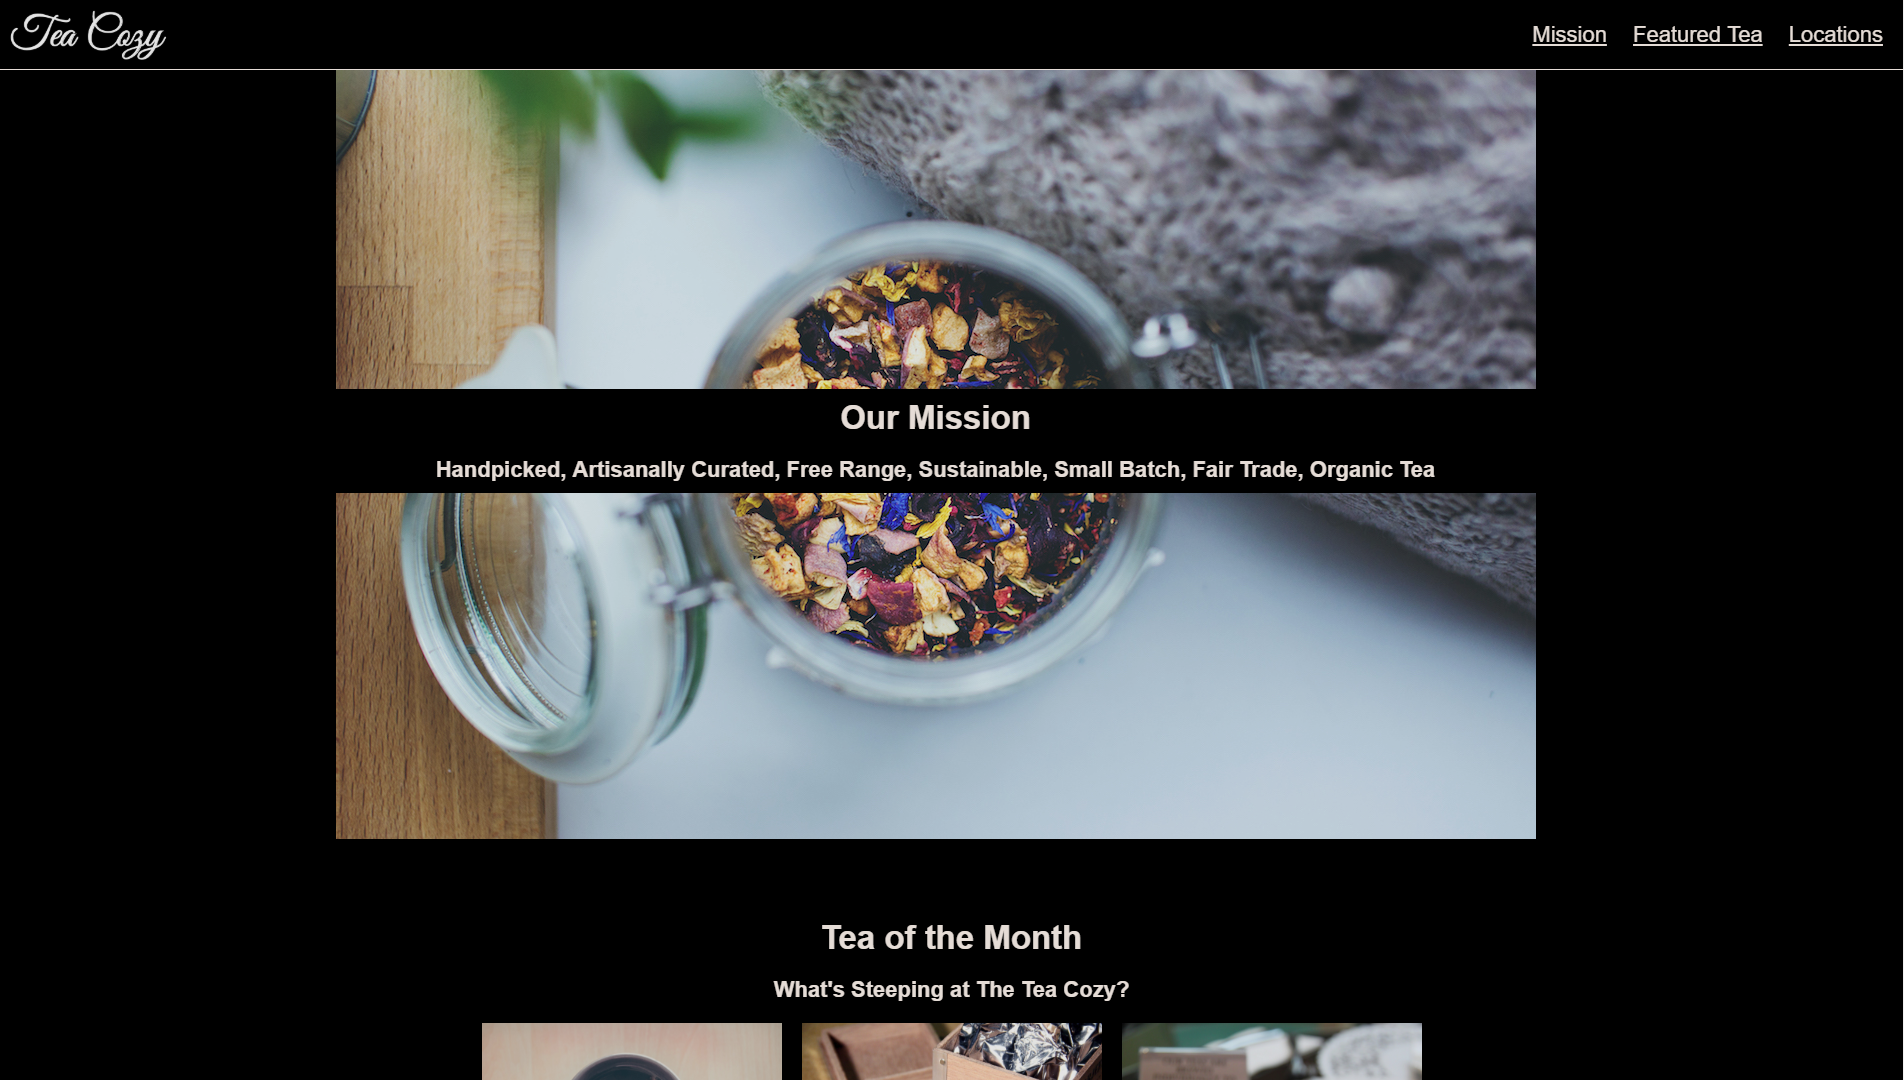 Tea Cozy
Mission Featured Tea Locations
Our Mission
Handpicked, Artisanally Curated, Free Range, Sustainable, Small Batch, Fair Trade, Organic Tea
Tea of the Month
What's Steeping at The Tea Cozy?